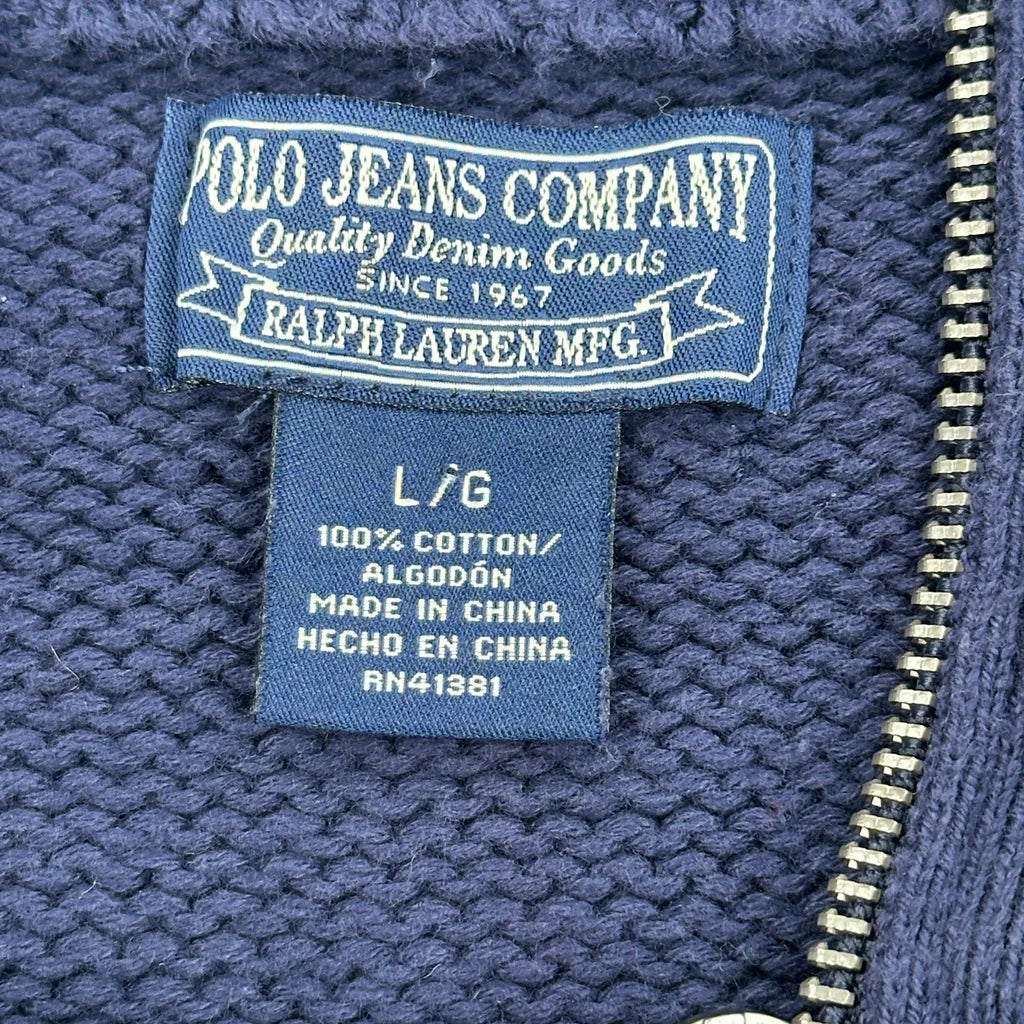 POLO JEANS COMPANY
Quality Denim Goods
SINCE 1967
RALPH LAUREN MFG.
L/G
100% COTTON/
ALGODÓN
MADE IN CHINA
HECHO EN CHINA
RN41381